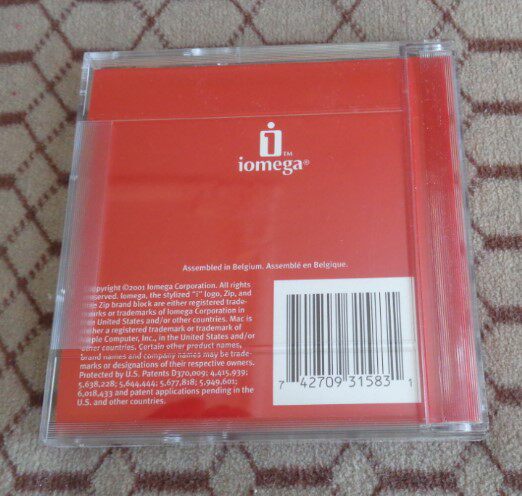 i™
iomega®
Assembled in Belgium. Assemblé en Belgique.
Copyright ©2001 Iomega Corporation. All rights
reserved. Iomega, the stylized "i" logo, Zip, and
the Zip brand block are either registered trade-
marks or trademarks of Iomega Corporation in
the United States and/or other countries. Mac is
either a registered trademark or trademark of
Apple Computer, Inc., in the United States and/or
other countries. Certain other product names,
brand names and company names may be trade-
marks or designations of their respective owners.
Protected by U.S. Patents D370,009; 4,415,939;
5,638,228; 5,644,444; 5,677,818; 5,949,601;
6,018,433 and patent applications pending in the
U.S. and other countries.
7 42709 31583 1